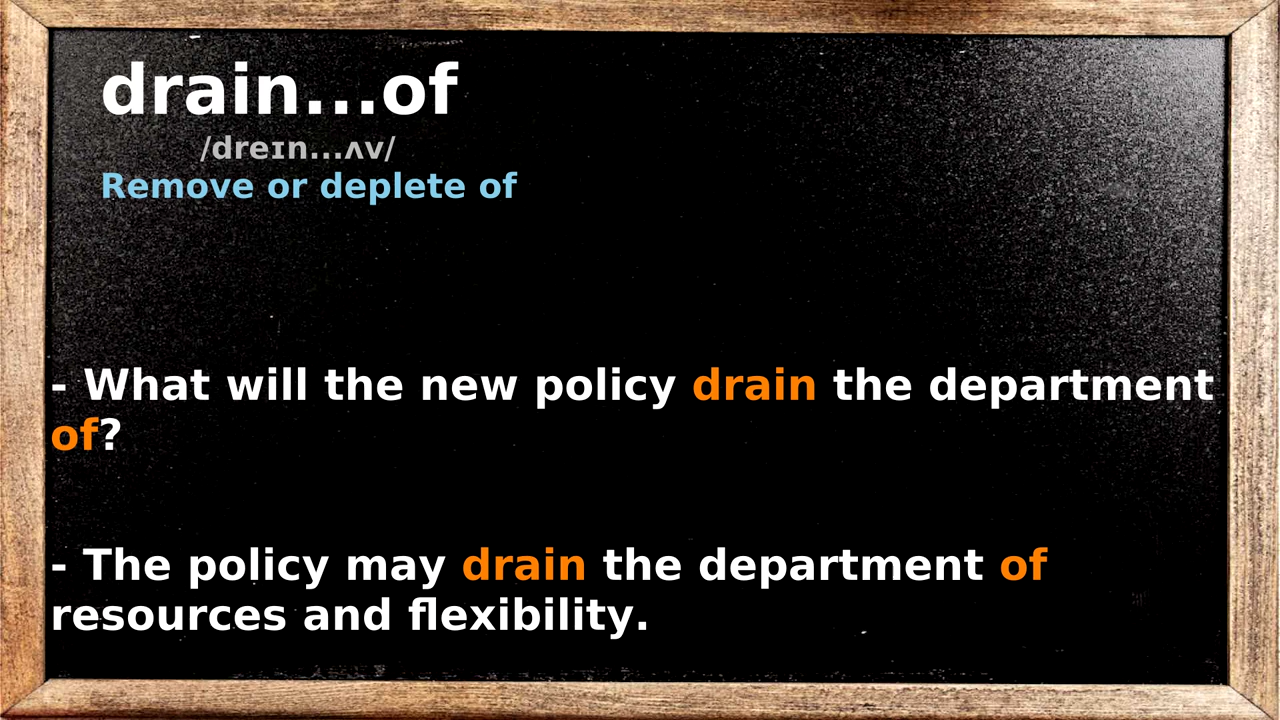 drain...of
/dreɪn...ʌv/
Remove or deplete of
- What will the new policy drain the department
of?
- The policy may drain the department of
resources and flexibility.